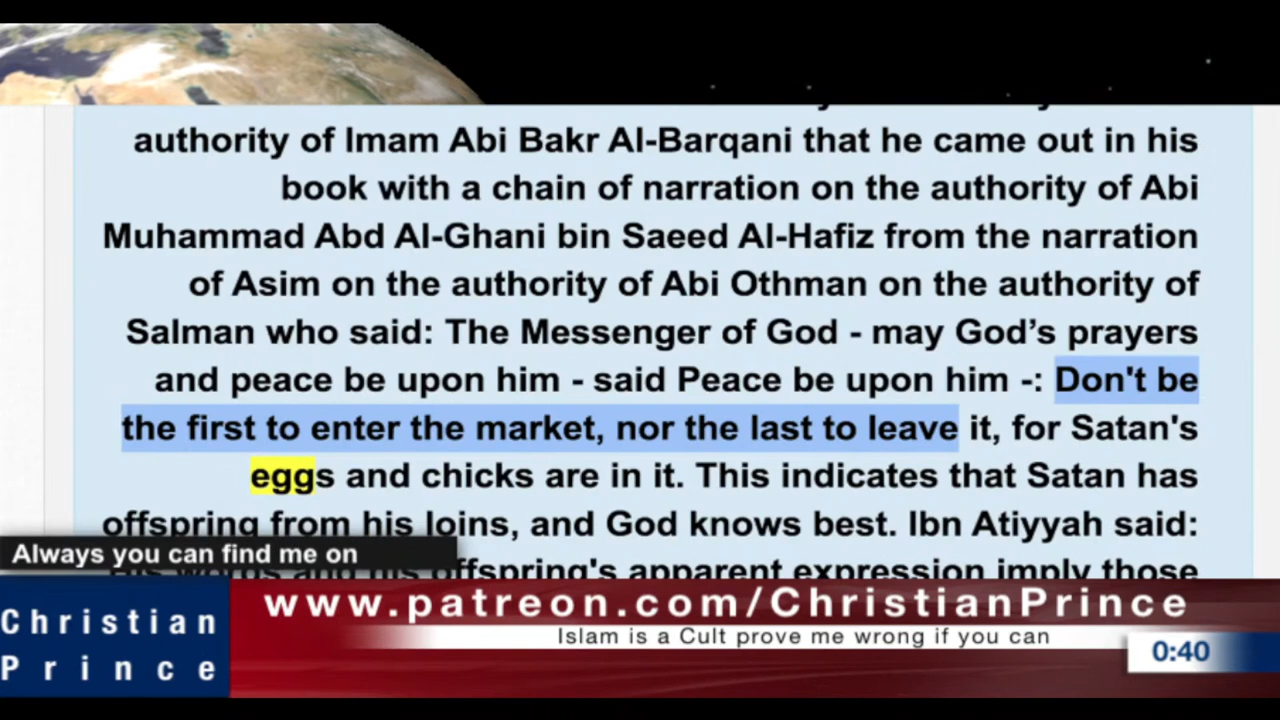 authority of Imam Abi Bakr Al-Barqani that he came out in his
book with a chain of narration on the authority of Abi
Muhammad Abd Al-Ghani bin Saeed Al-Hafiz from the narration
of Asim on the authority of Abi Othman on the authority of
Salman who said: The Messenger of God - may God's prayers
and peace be upon him - said Peace be upon him -: Don't be
the first to enter the market, nor the last to leave it, for Satan's
eggs and chicks are in it. This indicates that Satan has
offspring from his loins, and God knows best. Ibn Atiyyah said:
His words and his offspring's apparent expression imply those
Always you can find me on
www.patreon.com/ChristianPrince
Islam is a Cult prove me wrong if you can
Christian
Prince
0:40